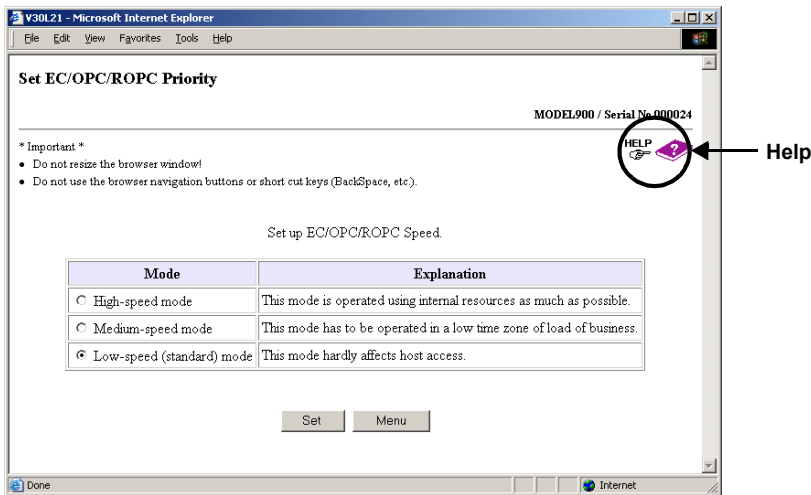 V30L21 - Microsoft Internet Explorer
File Edit View Favorites Tools Help
Set EC/OPC/ROPC Priority
MODEL900 / Serial No.000024
* Important *
HELP
?
Help
• Do not resize the browser window!
• Do not use the browser navigation buttons or short cut keys (BackSpace, etc.).
Set up EC/OPC/ROPC Speed.
Mode Explanation
High-speed mode This mode is operated using internal resources as much as possible.
Medium-speed mode This mode has to be operated in a low time zone of load of business.
Low-speed (standard) mode This mode hardly affects host access.
Set Menu
Done Internet